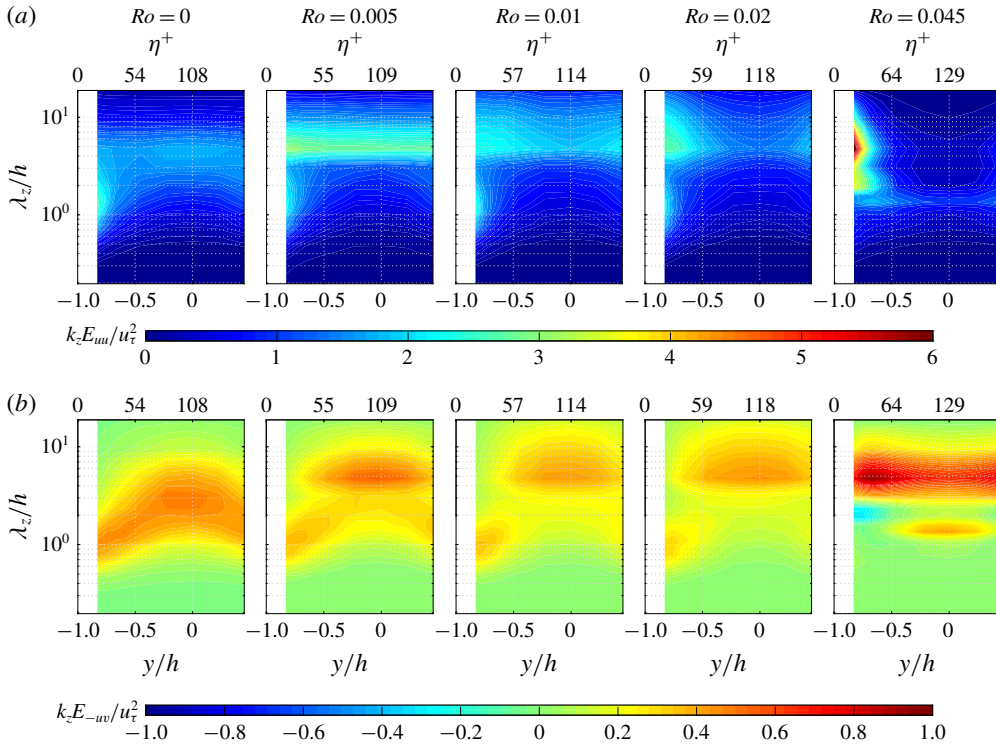 (a) Ro = 0 Ro = 0.005 Ro = 0.01 Ro = 0.02 Ro = 0.045
η+ η+ η+ η+ η+
0 54 108 0 55 109 0 57 114 0 59 118 0 64 129
λz/h
10^1
10^0
−1.0 −0.5 0 −1.0 −0.5 0 −1.0 −0.5 0 −1.0 −0.5 0 −1.0 −0.5 0
kzEuu/uτ^2
0 1 2 3 4 5 6
(b) 0 54 108 0 55 109 0 57 114 0 59 118 0 64 129
λz/h
10^1
10^0
−1.0 −0.5 0 −1.0 −0.5 0 −1.0 −0.5 0 −1.0 −0.5 0 −1.0 −0.5 0
y/h y/h y/h y/h y/h
kzE−uv/uτ^2
−1.0 −0.8 −0.6 −0.4 −0.2 0 0.2 0.4 0.6 0.8 1.0